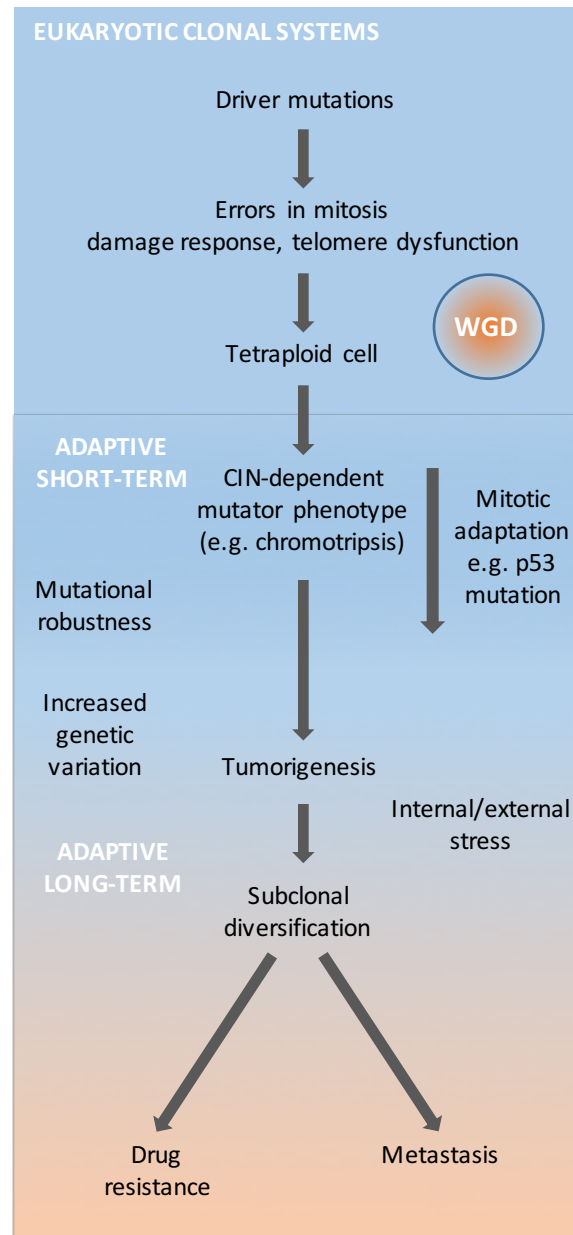 EUKARYOTIC CLONAL SYSTEMS
Driver mutations
Errors in mitosis
damage response, telomere dysfunction
WGD
Tetraploid cell
ADAPTIVE
SHORT-TERM
CIN-dependent
mutator phenotype
(e.g. chromotripsis)
Mitotic
adaptation
e.g. p53
mutation
Mutational
robustness
Increased
genetic
variation
Tumorigenesis
Internal/external
stress
ADAPTIVE
LONG-TERM
Subclonal
diversification
Drug
resistance
Metastasis